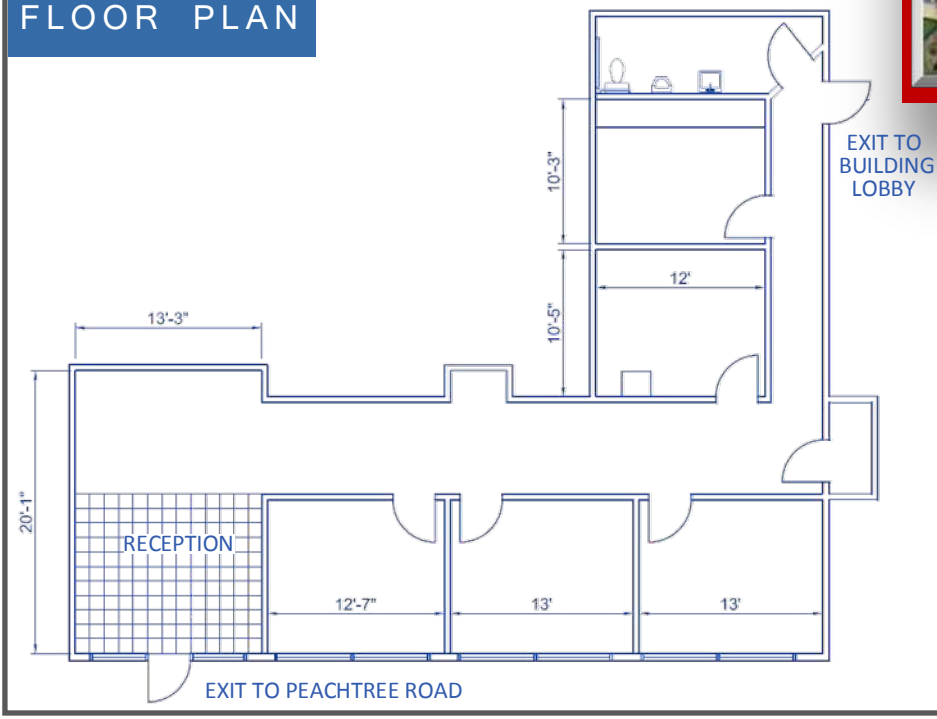 FLOOR PLAN
EXIT TO
BUILDING
LOBBY
10'-3"
12'
10'-5"
13'-3"
20'-1"
RECEPTION
12'-7"
13'
13'
EXIT TO PEACHTREE ROAD